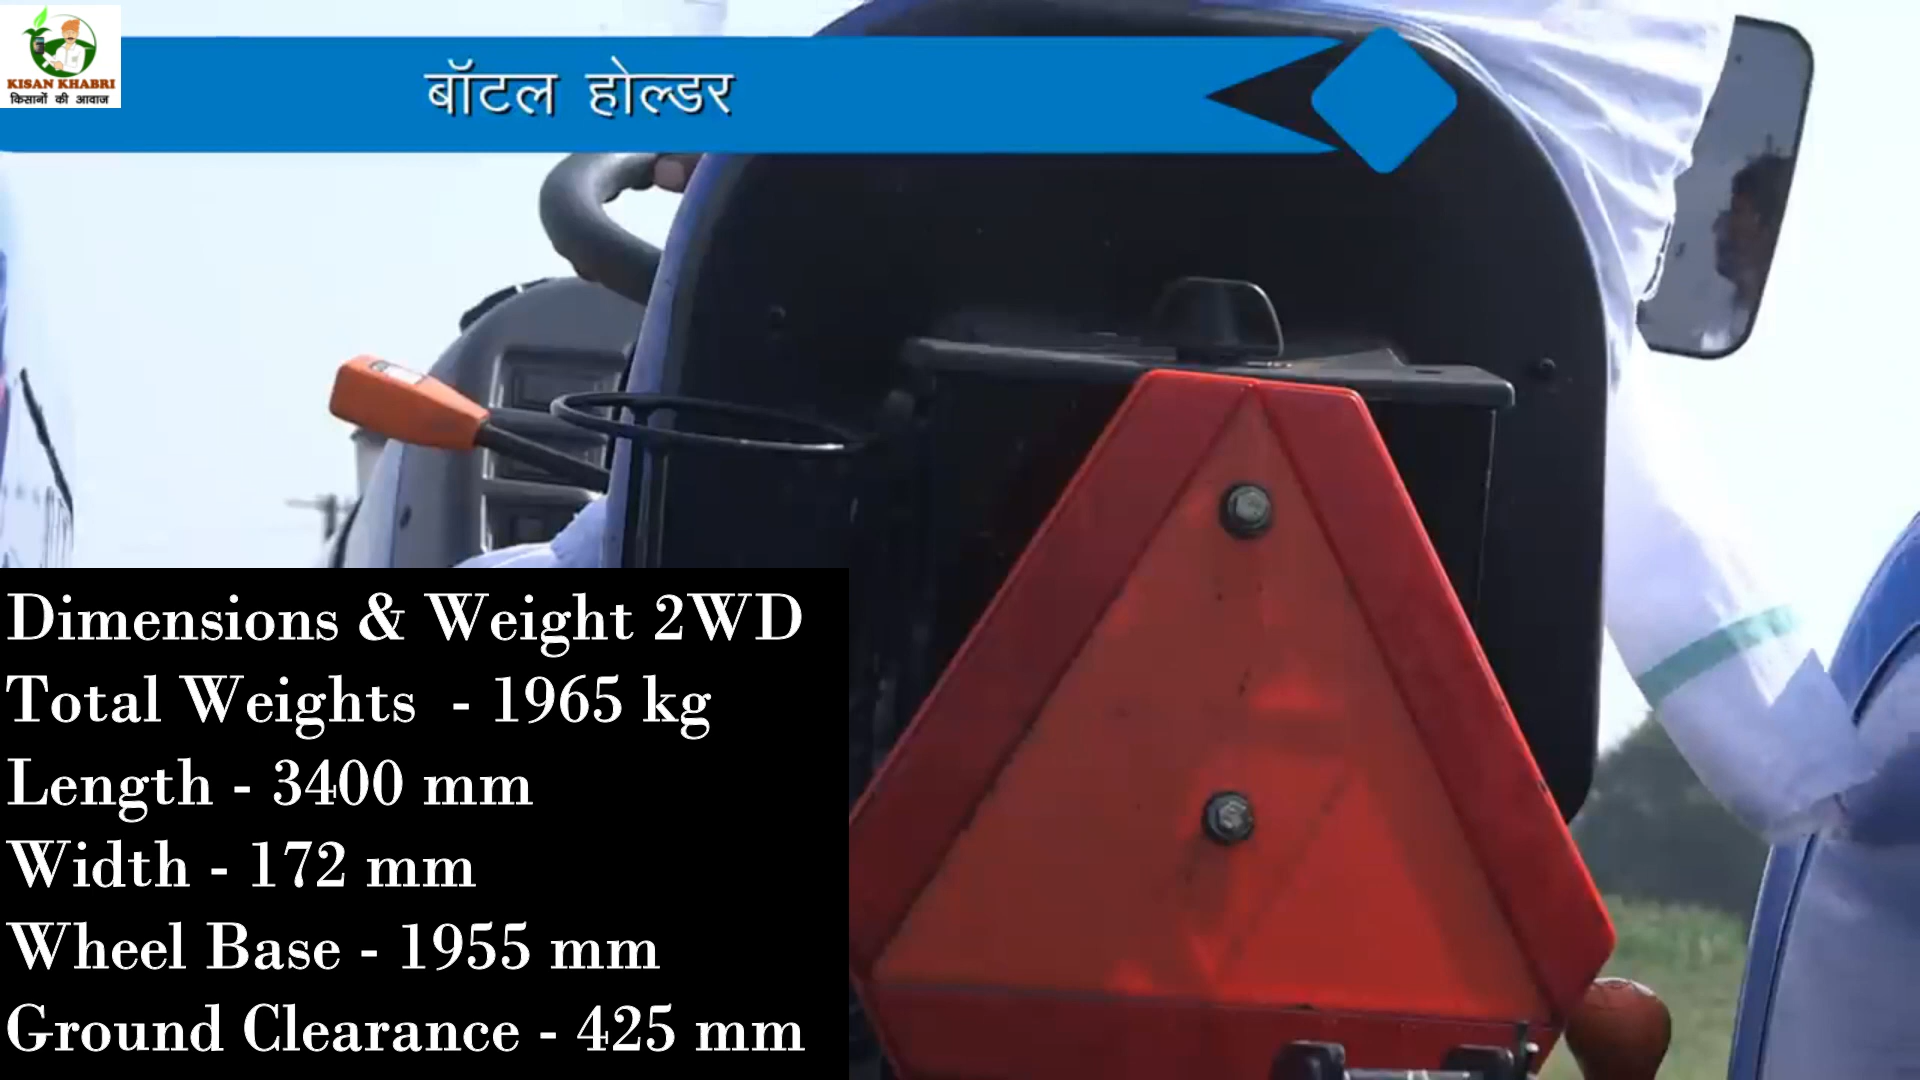 KISAN KHABRI
किसानों की आवाज
बॉटल होल्डर
Dimensions & Weight 2WD
Total Weights - 1965 kg
Length - 3400 mm
Width - 172 mm
Wheel Base - 1955 mm
Ground Clearance - 425 mm